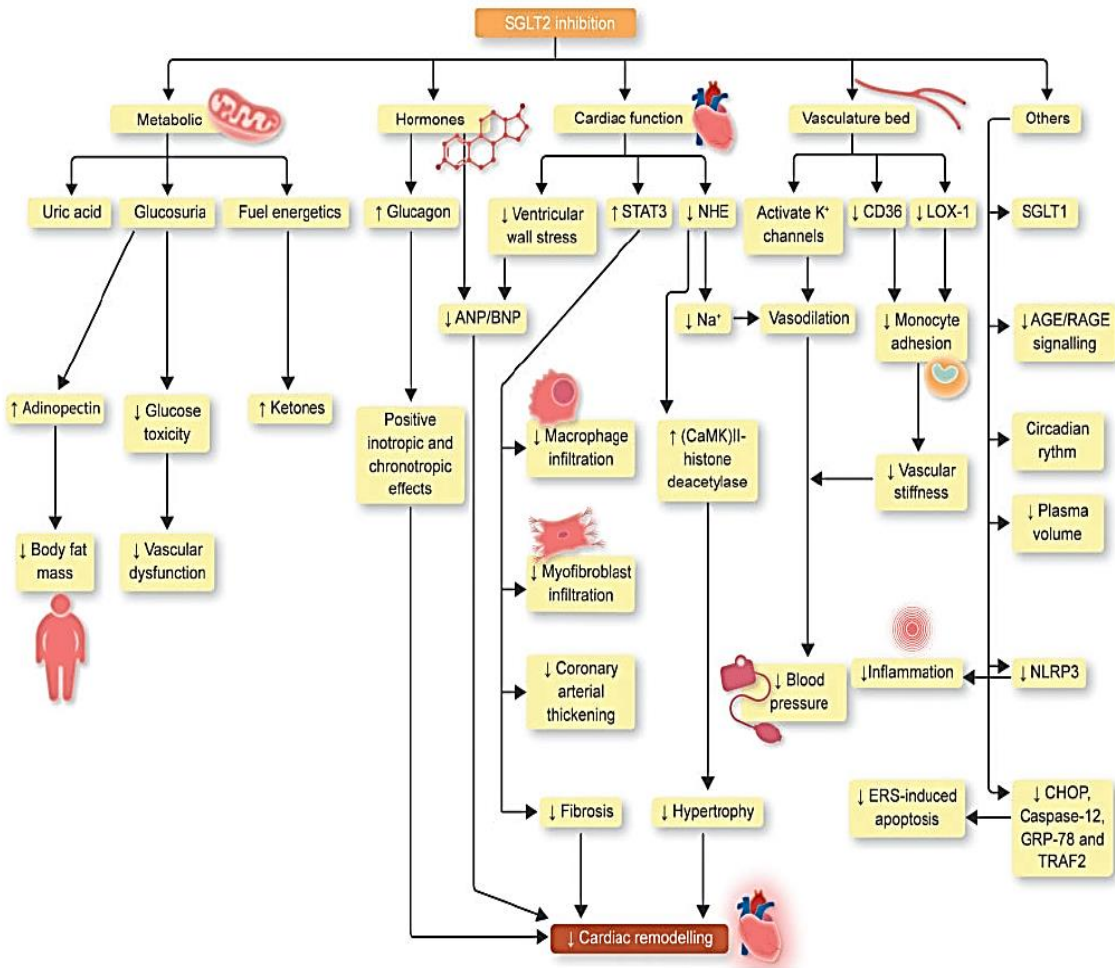 SGLT2 inhibition
Metabolic
Hormones
Cardiac function
Vasculature bed
Others
Uric acid
Glucosuria
Fuel energetics
↑ Glucagon
↓ Ventricular
wall stress
↑ STAT3
↓ NHE
Activate K⁺
channels
↓ CD36
↓ LOX-1
SGLT1
↓ ANP/BNP
↓ Na⁺
Vasodilation
↓ Monocyte
adhesion
↓ AGE/RAGE
signalling
↑ Adinopectin
↓ Glucose
toxicity
↑ Ketones
Positive
inotropic and
chronotropic
effects
↓ Macrophage
infiltration
↑ (CaMK)II-
histone
deacetylase
↓ Vascular
stiffness
Circadian
rythm
↓ Plasma
volume
↓ Body fat
mass
↓ Vascular
dysfunction
↓ Myofibroblast
infiltration
↓ Coronary
arterial
thickening
↓ Blood
pressure
↓ Inflammation
↓ NLRP3
↓ Fibrosis
↓ Hypertrophy
↓ ERS-induced
apoptosis
↓ CHOP,
Caspase-12,
GRP-78 and
TRAF2
↓ Cardiac remodelling